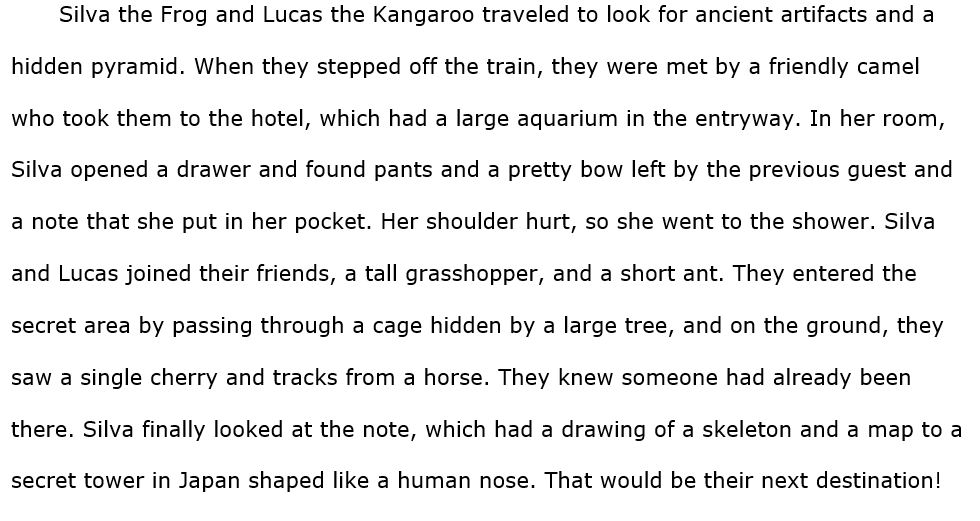 Silva the Frog and Lucas the Kangaroo traveled to look for ancient artifacts and a
hidden pyramid. When they stepped off the train, they were met by a friendly camel
who took them to the hotel, which had a large aquarium in the entryway. In her room,
Silva opened a drawer and found pants and a pretty bow left by the previous guest and
a note that she put in her pocket. Her shoulder hurt, so she went to the shower. Silva
and Lucas joined their friends, a tall grasshopper, and a short ant. They entered the
secret area by passing through a cage hidden by a large tree, and on the ground, they
saw a single cherry and tracks from a horse. They knew someone had already been
there. Silva finally looked at the note, which had a drawing of a skeleton and a map to a
secret tower in Japan shaped like a human nose. That would be their next destination!